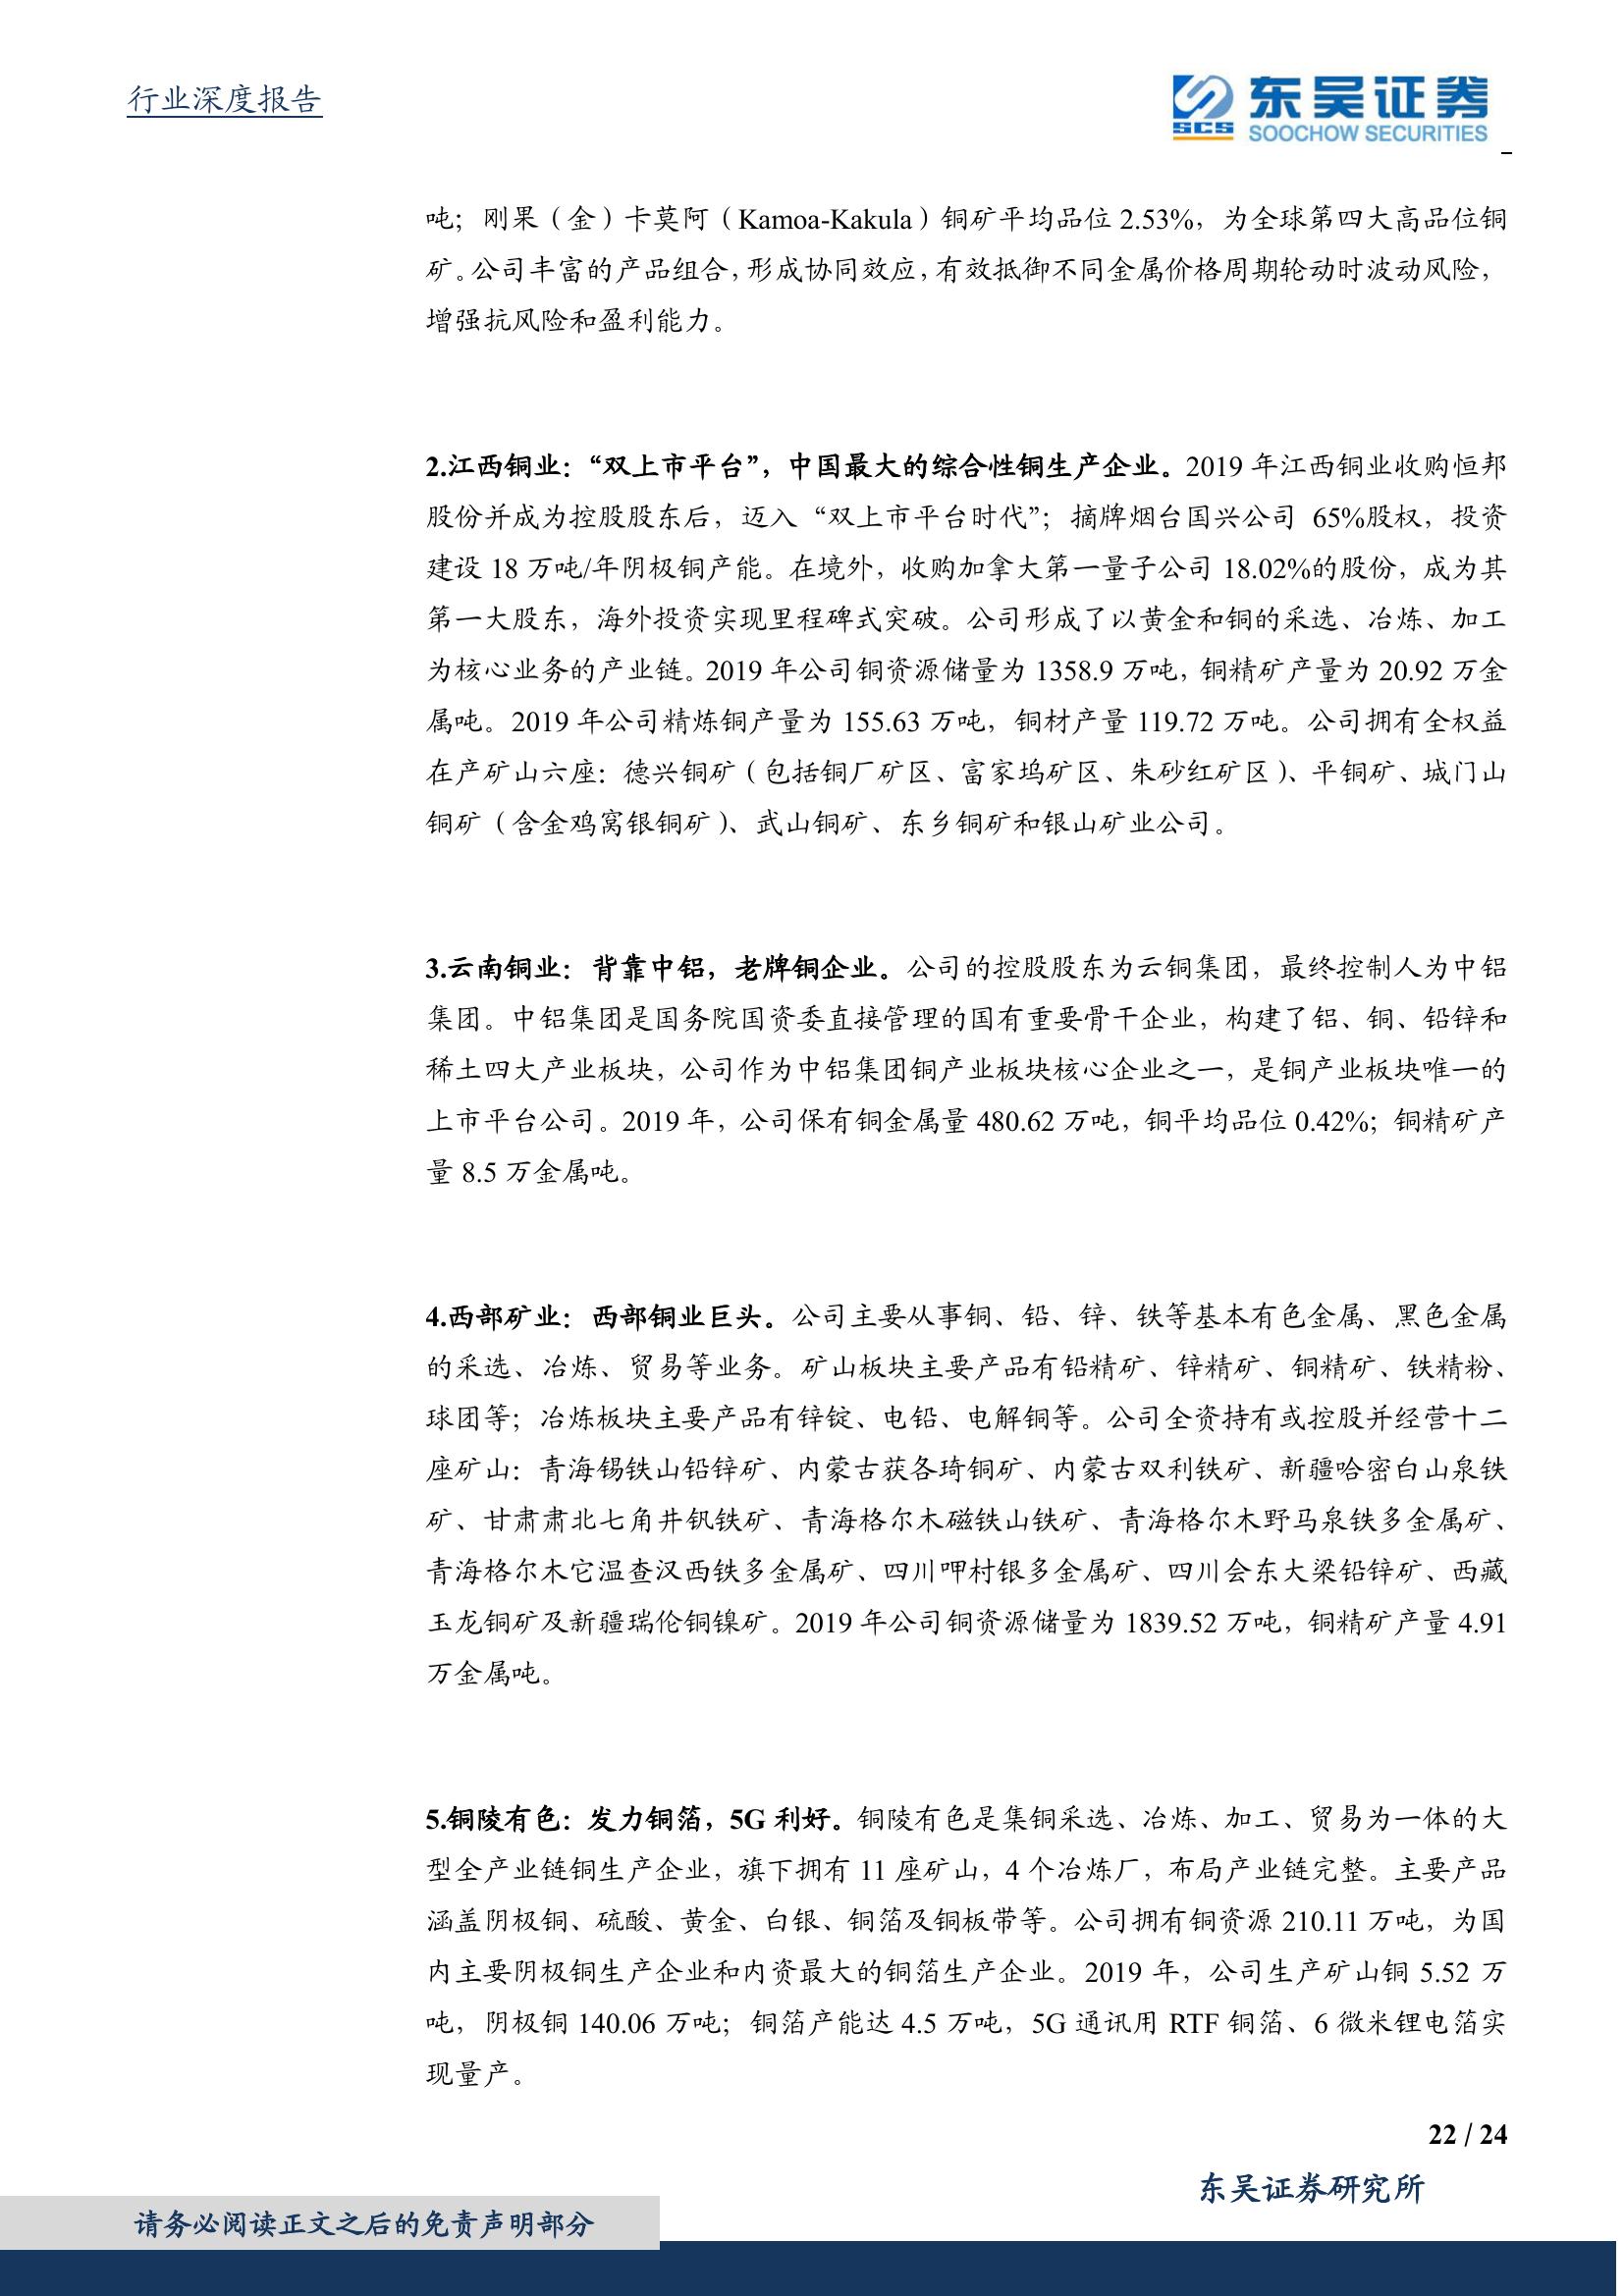 行业深度报告
SCS
东吴证券
SOOCHOW SECURITIES
吨；刚果（金）卡莫阿（Kamoa-Kakula）铜矿平均品位 2.53%，为全球第四大高品位铜
矿。公司丰富的产品组合，形成协同效应，有效抵御不同金属价格周期轮动时波动风险，
增强抗风险和盈利能力。
2.江西铜业：“双上市平台”，中国最大的综合性铜生产企业。2019 年江西铜业收购恒邦
股份并成为控股股东后，迈入“双上市平台时代”；摘牌烟台国兴公司 65%股权，投资
建设 18 万吨/年阴极铜产能。在境外，收购加拿大第一量子公司 18.02%的股份，成为其
第一大股东，海外投资实现里程碑式突破。公司形成了以黄金和铜的采选、冶炼、加工
为核心业务的产业链。2019 年公司铜资源储量为 1358.9 万吨，铜精矿产量为 20.92 万金
属吨。2019 年公司精炼铜产量为 155.63 万吨，铜材产量 119.72 万吨。公司拥有全权益
在产矿山六座：德兴铜矿（包括铜厂矿区、富家坞矿区、朱砂红矿区）、平铜矿、城门山
铜矿（含金鸡窝银铜矿）、武山铜矿、东乡铜矿和银山矿业公司。
3.云南铜业：背靠中铝，老牌铜企业。公司的控股股东为云铜集团，最终控制人为中铝
集团。中铝集团是国务院国资委直接管理的国有重要骨干企业，构建了铝、铜、铅锌和
稀土四大产业板块，公司作为中铝集团铜产业板块核心企业之一，是铜产业板块唯一的
上市平台公司。2019 年，公司保有铜金属量 480.62 万吨，铜平均品位 0.42%；铜精矿产
量 8.5 万金属吨。
4.西部矿业：西部铜业巨头。公司主要从事铜、铅、锌、铁等基本有色金属、黑色金属
的采选、冶炼、贸易等业务。矿山板块主要产品有铅精矿、锌精矿、铜精矿、铁精粉、
球团等；冶炼板块主要产品有锌锭、电铅、电解铜等。公司全资持有或控股并经营十二
座矿山：青海锡铁山铅锌矿、内蒙古获各琦铜矿、内蒙古双利铁矿、新疆哈密白山泉铁
矿、甘肃肃北七角井钒铁矿、青海格尔木磁铁山铁矿、青海格尔木野马泉铁多金属矿、
青海格尔木它温查汉西铁多金属矿、四川呷村银多金属矿、四川会东大梁铅锌矿、西藏
玉龙铜矿及新疆瑞伦铜镍矿。2019 年公司铜资源储量为 1839.52 万吨，铜精矿产量 4.91
万金属吨。
5.铜陵有色：发力铜箔，5G 利好。铜陵有色是集铜采选、冶炼、加工、贸易为一体的大
型全产业链铜生产企业，旗下拥有 11 座矿山，4 个冶炼厂，布局产业链完整。主要产品
涵盖阴极铜、硫酸、黄金、白银、铜箔及铜板带等。公司拥有铜资源 210.11 万吨，为国
内主要阴极铜生产企业和内资最大的铜箔生产企业。2019 年，公司生产矿山铜 5.52 万
吨，阴极铜 140.06 万吨；铜箔产能达 4.5 万吨，5G 通讯用 RTF 铜箔、6 微米锂电箔实
现量产。
22 / 24
东吴证券研究所
请务必阅读正文之后的免责声明部分